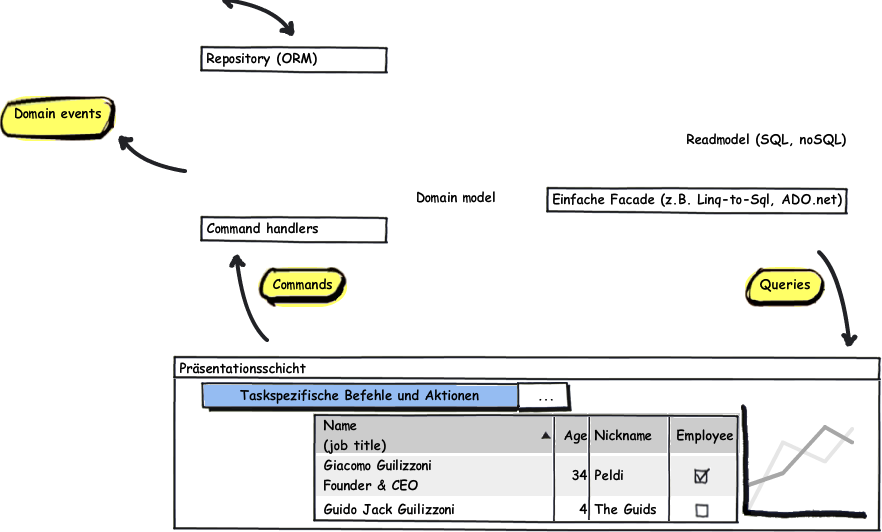 Repository (ORM)
Domain events
Readmodel (SQL, noSQL)
Domain model
Einfache Facade (z.B. Linq-to-Sql, ADO.net)
Command handlers
Commands
Queries
Präsentationsschicht
Taskspezifische Befehle und Aktionen
...
Name
(job title)
Age
Nickname
Employee
Giacomo Guilizzoni
Founder & CEO
34
Peldi
Guido Jack Guilizzoni
4
The Guids